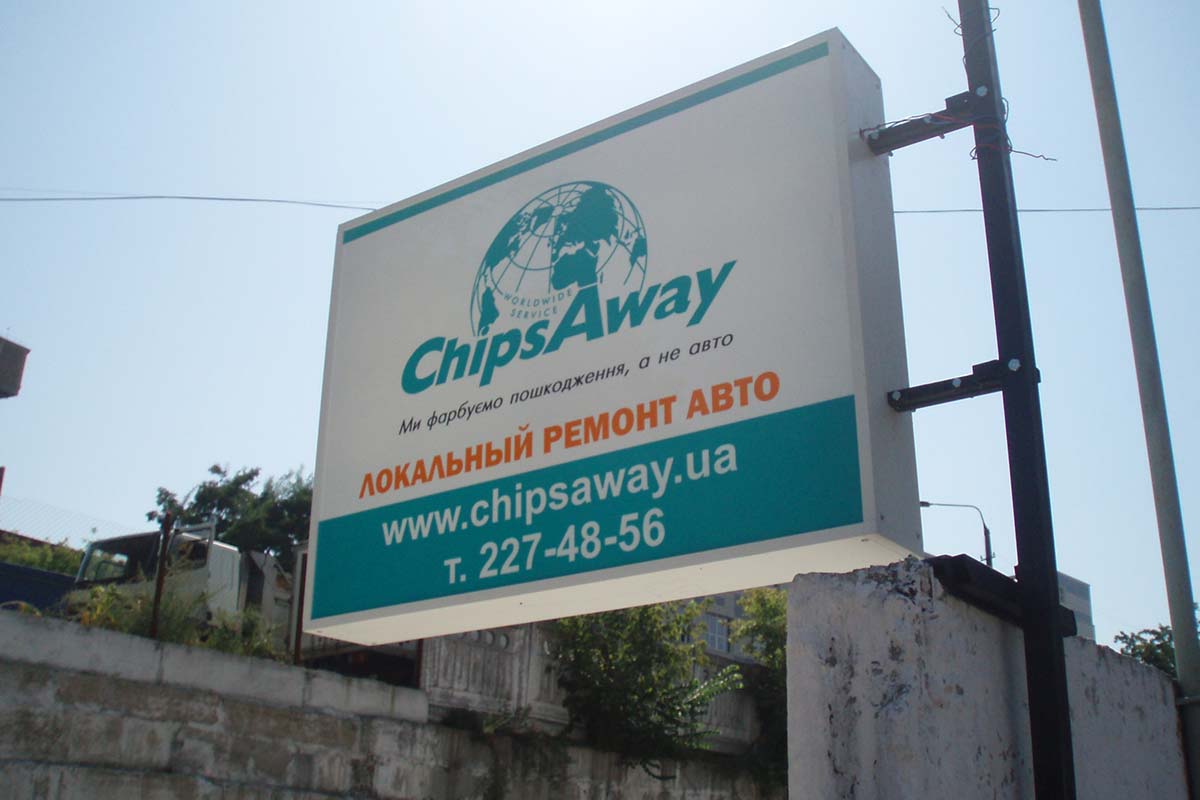 WORLDWIDE
SERVICE
ChipsAway
Ми фарбуємо пошкодження, а не авто
ЛОКАЛЬНЫЙ РЕМОНТ АВТО
www.chipsaway.ua
т. 227-48-56